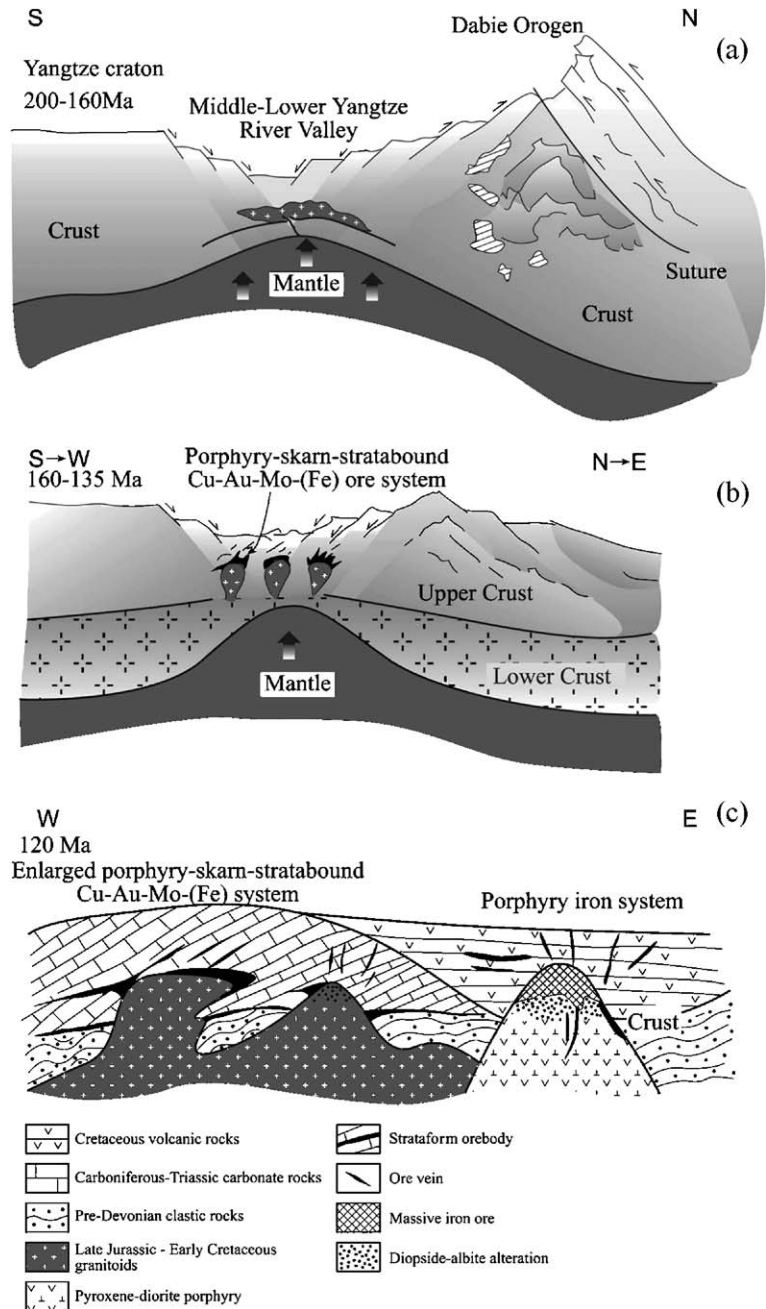 S
N
Dabie Orogen
(a)
Yangtze craton
200-160Ma
Middle-Lower Yangtze
River Valley
Crust
Mantle
Suture
Crust
S→W
160-135 Ma
Porphyry-skarn-stratabound
Cu-Au-Mo-(Fe) ore system
N→E
(b)
Upper Crust
Lower Crust
Mantle
(c)
W
E
120 Ma
Enlarged porphyry-skarn-stratabound
Cu-Au-Mo-(Fe) system
Porphyry iron system
Crust
Cretaceous volcanic rocks
Carboniferous-Triassic carbonate rocks
Pre-Devonian clastic rocks
Late Jurassic - Early Cretaceous
granitoids
Pyroxene-diorite porphyry
Strataform orebody
Ore vein
Massive iron ore
Diopside-albite alteration